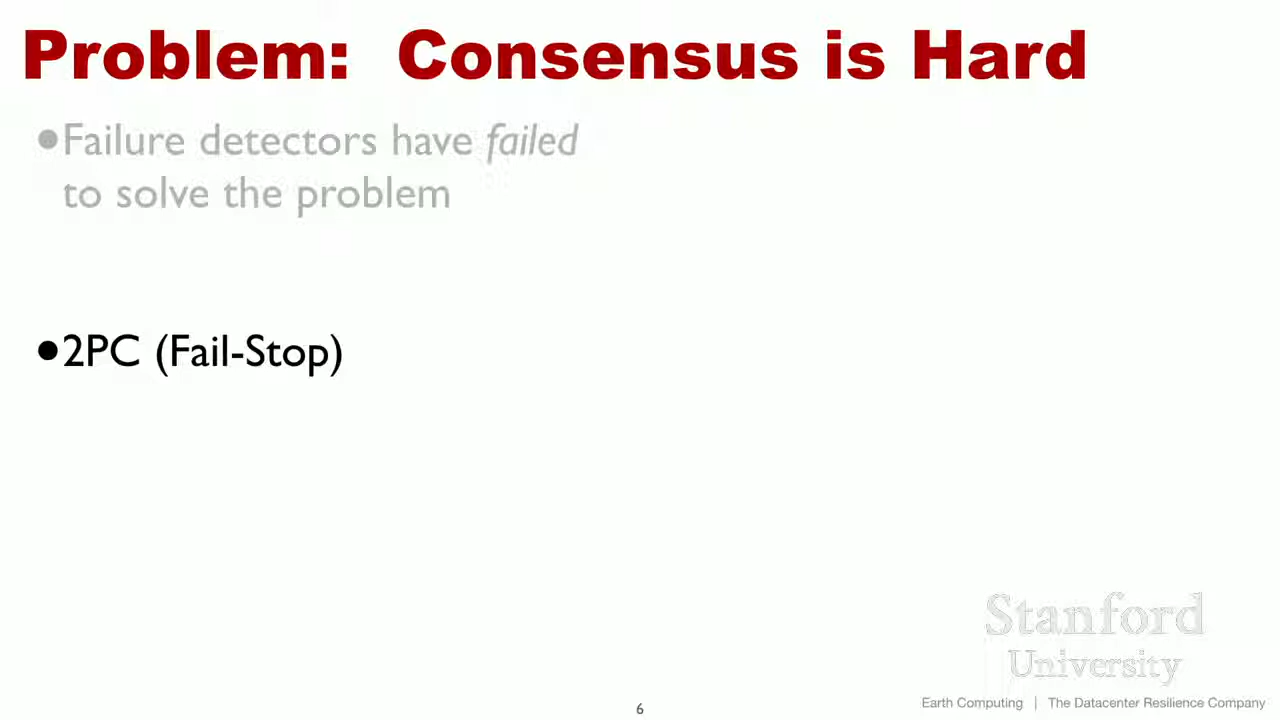 Problem: Consensus is Hard
●Failure detectors have failed
to solve the problem
●2PC (Fail-Stop)
Stanford
University
6
Earth Computing | The Datacenter Resilience Company